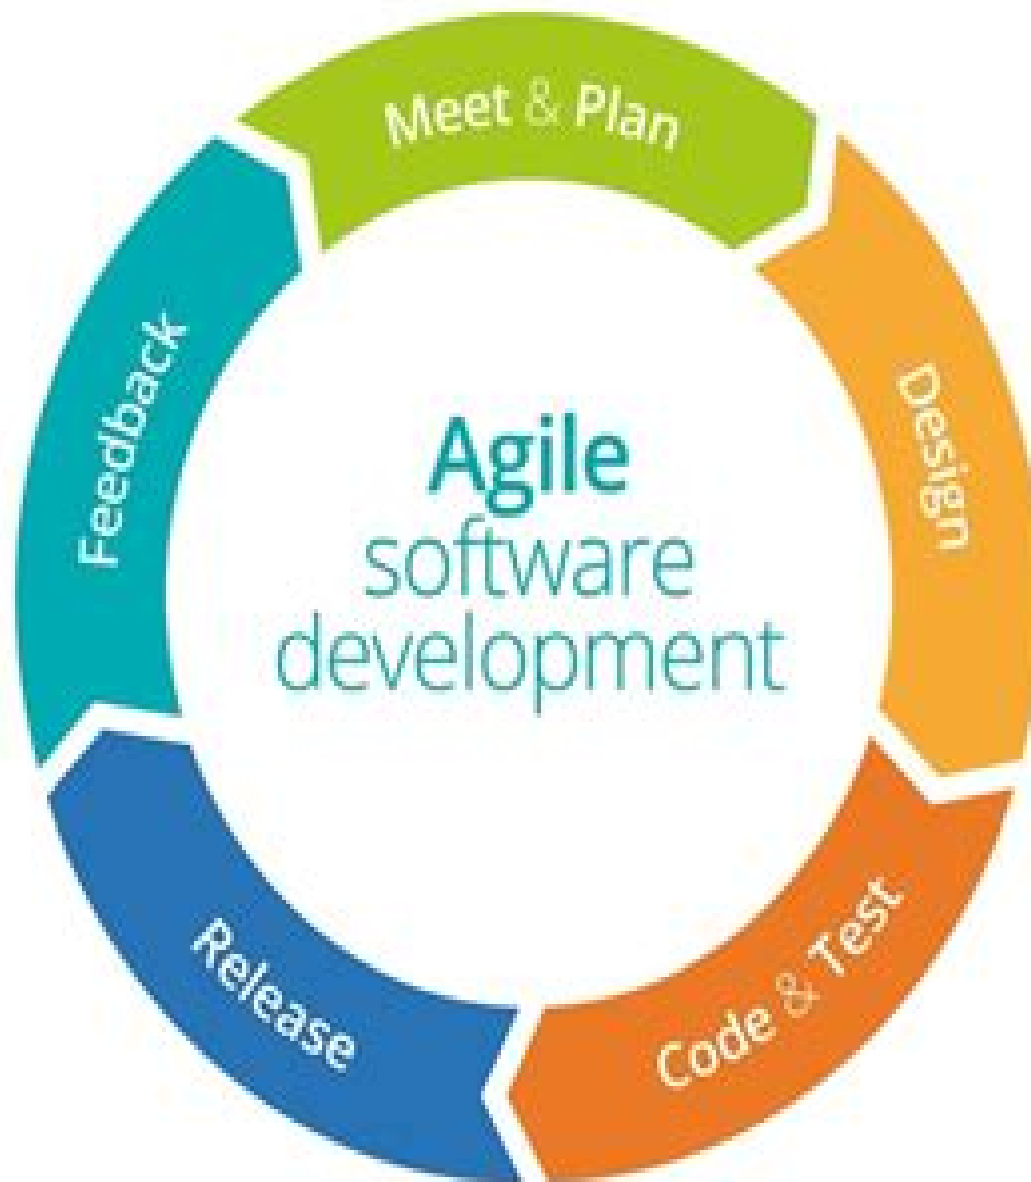 Meet & Plan
Design
Code & Test
Release
Feedback
Agile
software
development